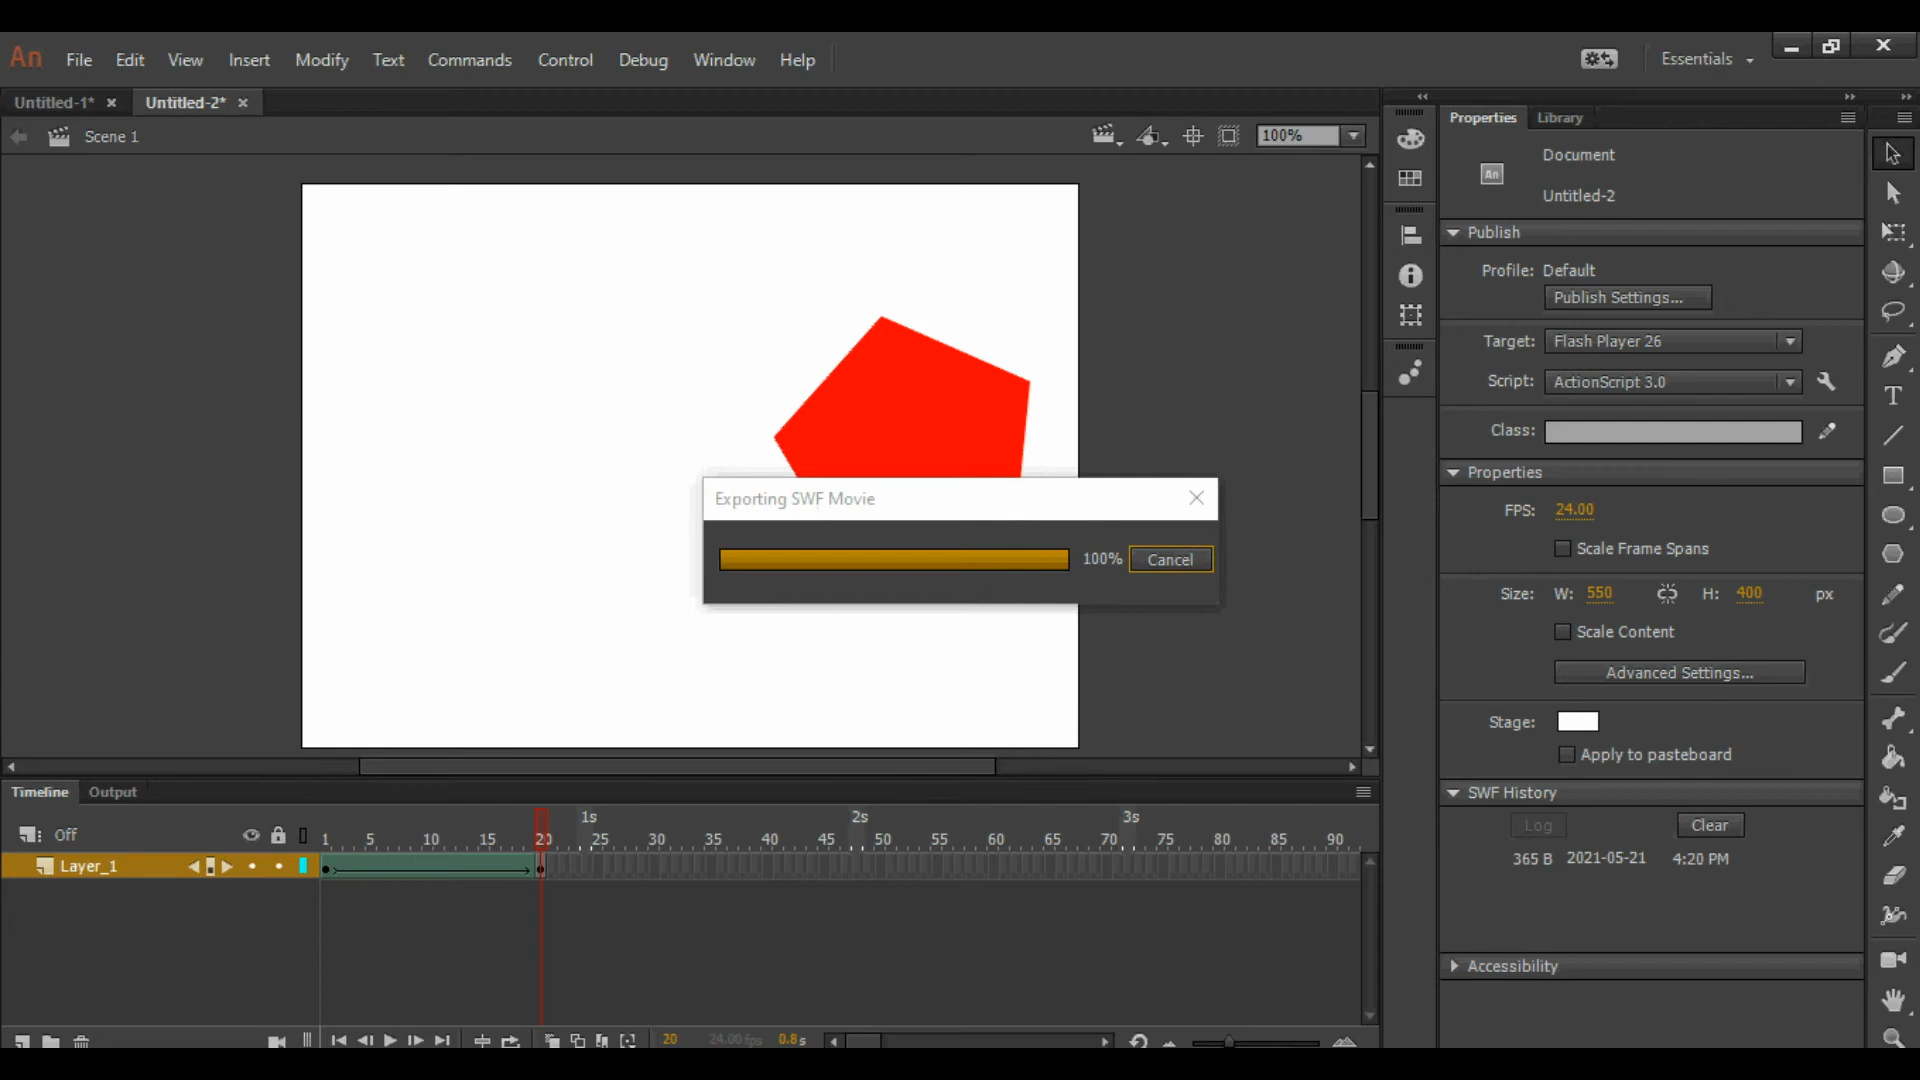 An File Edit View Insert Modify Text Commands Control Debug Window Help Essentials
Untitled-1* Untitled-2*
Scene 1 100%
Properties Library
An Document
Untitled-2
Publish
Profile: Default
Publish Settings...
Target: Flash Player 26
Script: ActionScript 3.0
Class:
Properties
FPS: 24.00
Scale Frame Spans
Size: W: 550 H: 400 px
Scale Content
Advanced Settings...
Stage:
Apply to pasteboard
SWF History
Log Clear
365 B 2021-05-21 4:20 PM
Accessibility
Exporting SWF Movie
100% Cancel
Timeline Output
1s 2s 3s
Off 1 5 10 15 20 25 30 35 40 45 50 55 60 65 70 75 80 85 90
Layer_1
20 24.00 fps 0.8 s